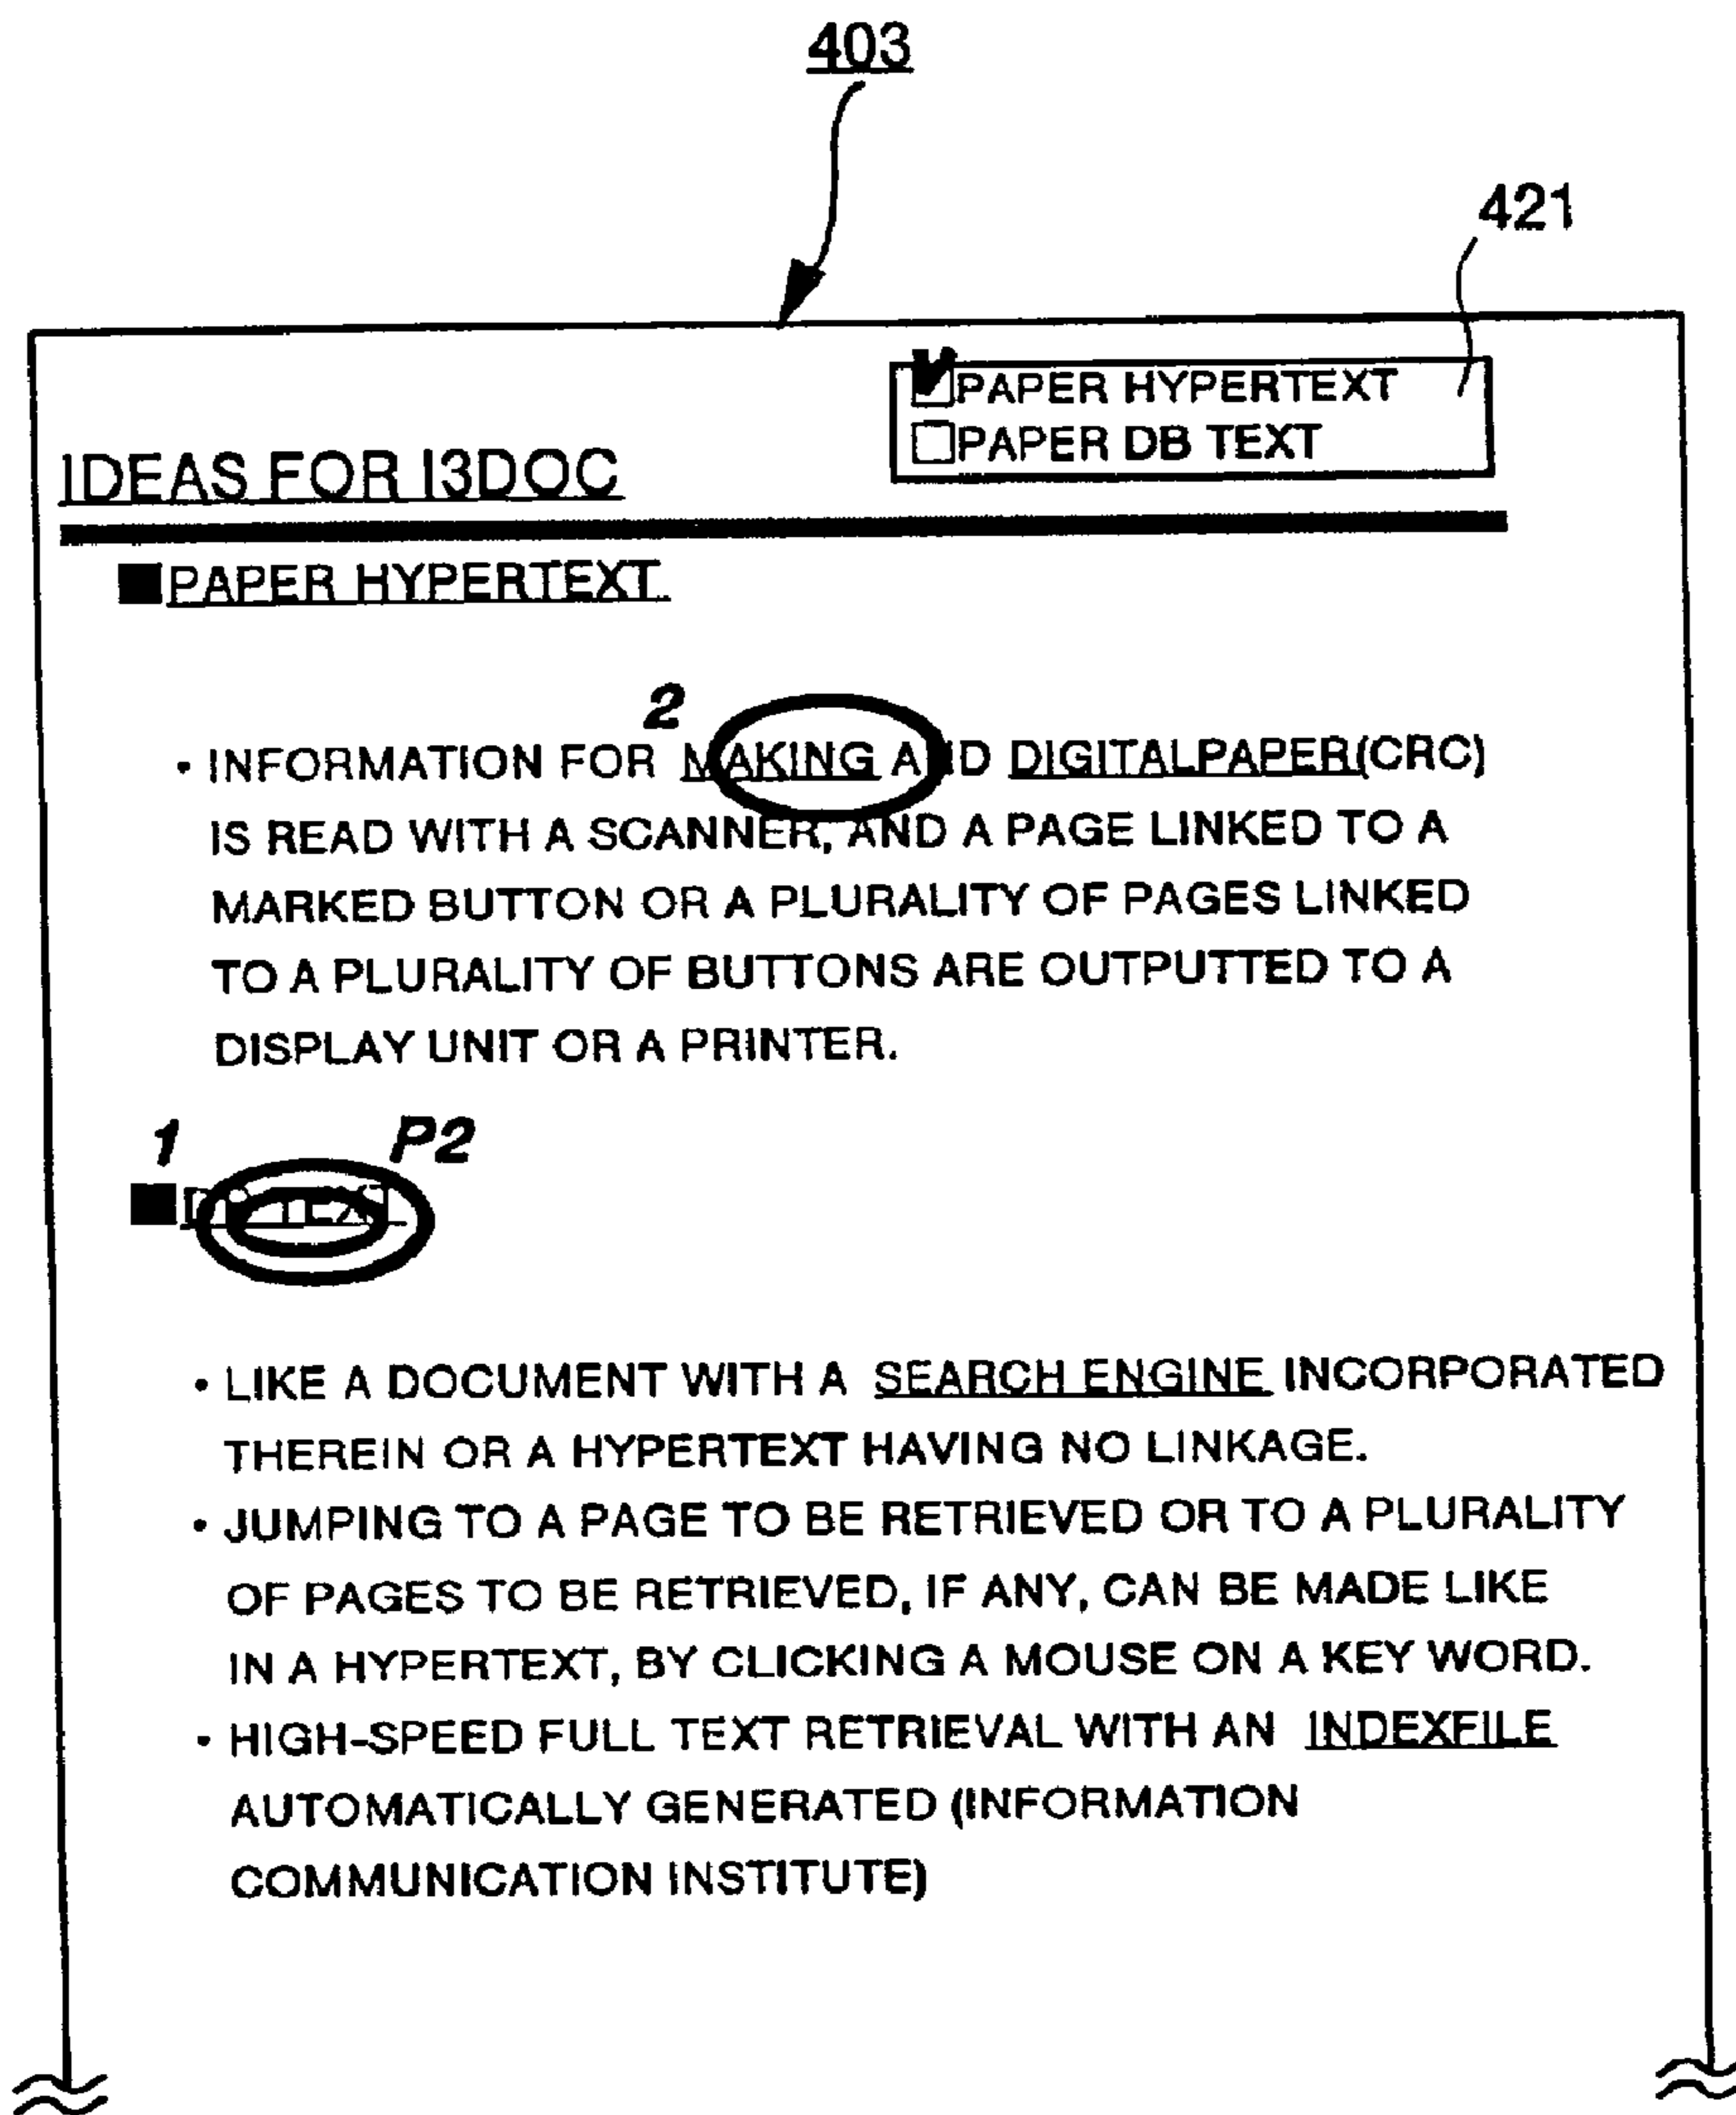 403
421
PAPER HYPERTEXT
PAPER DB TEXT
IDEAS FOR I3DOC
■PAPER HYPERTEXT
2
• INFORMATION FOR MAKING AND DIGITALPAPER(CRC)
IS READ WITH A SCANNER, AND A PAGE LINKED TO A
MARKED BUTTON OR A PLURALITY OF PAGES LINKED
TO A PLURALITY OF BUTTONS ARE OUTPUTTED TO A
DISPLAY UNIT OR A PRINTER.
1 P2
• LIKE A DOCUMENT WITH A SEARCH ENGINE INCORPORATED
THEREIN OR A HYPERTEXT HAVING NO LINKAGE.
• JUMPING TO A PAGE TO BE RETRIEVED OR TO A PLURALITY
OF PAGES TO BE RETRIEVED, IF ANY, CAN BE MADE LIKE
IN A HYPERTEXT, BY CLICKING A MOUSE ON A KEY WORD.
• HIGH-SPEED FULL TEXT RETRIEVAL WITH AN INDEXFILE
AUTOMATICALLY GENERATED (INFORMATION
COMMUNICATION INSTITUTE)